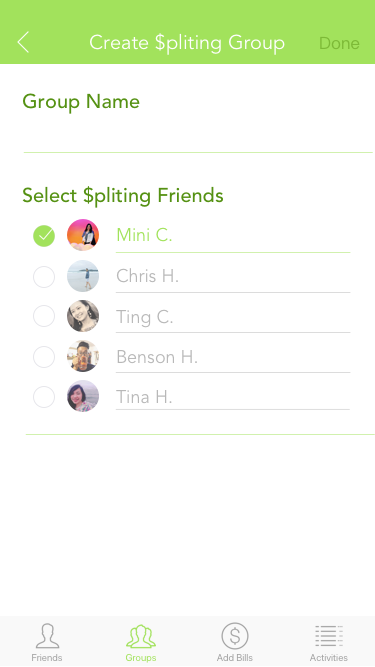 Create $pliting Group
Done
Group Name
Select $pliting Friends
Mini C.
Chris H.
Ting C.
Benson H.
Tina H.
Friends
Groups
Add Bills
Activities